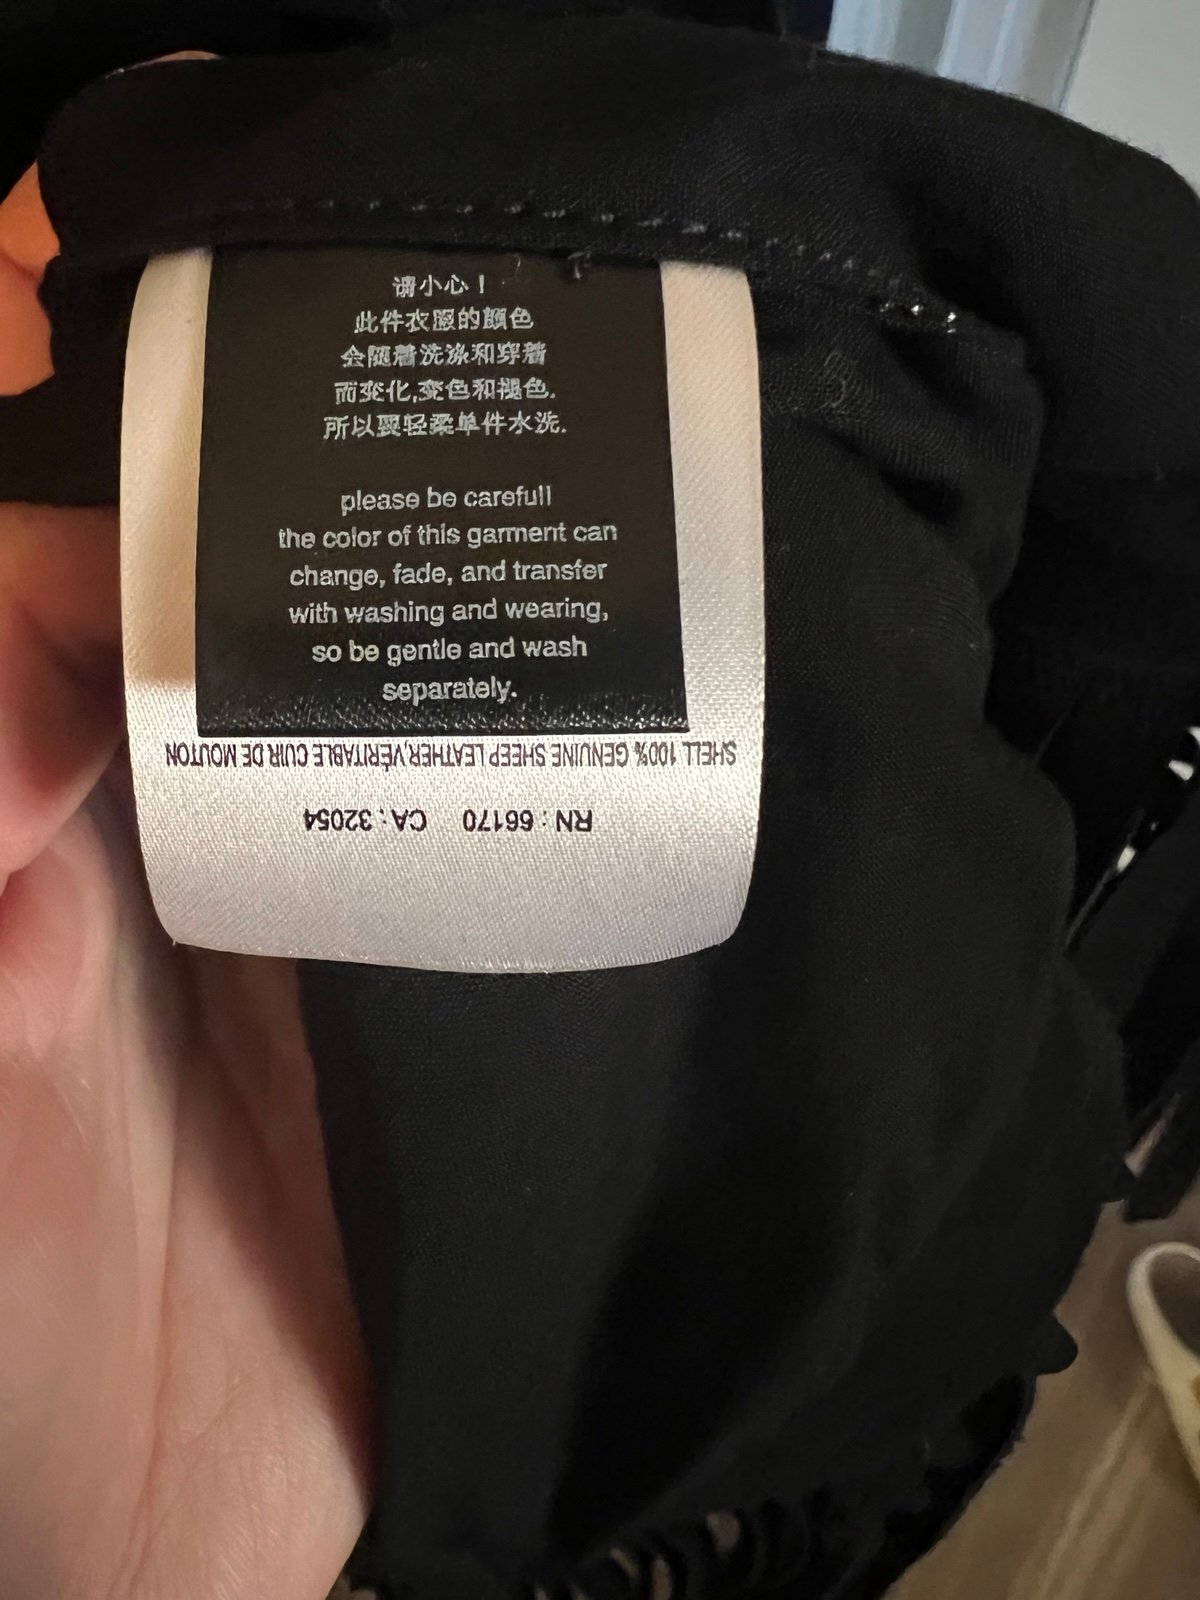 请小心！
此件衣服的颜色
会随着洗涤和穿着
而变化,变色和褪色.
所以要轻柔单件水洗.
please be carefull
the color of this garment can
change, fade, and transfer
with washing and wearing,
so be gentle and wash
separately.
RN : 66170 CA : 32054
SHELL 100% GENUINE SHEEP LEATHER,VÉRITABLE CUIR DE MOUTON